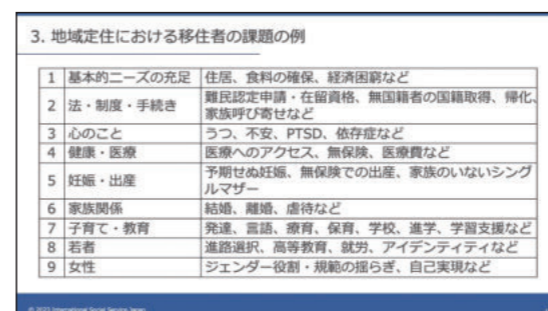 3. 地域定住における移住者の課題の例
1 基本的ニーズの充足 住居、食料の確保、経済困窮など
2 法・制度・手続き 難民認定申請・在留資格、無国籍者の国籍取得、帰化、
家族呼び寄せなど
3 心のこと うつ、不安、PTSD、依存症など
4 健康・医療 医療へのアクセス、無保険、医療費など
5 妊娠・出産 予期せぬ妊娠、無保険での出産、家族のいないシング
ルマザー
6 家族関係 結婚、離婚、虐待など
7 子育て・教育 発達、言語、療育、保育、学校、進学、学習支援など
8 若者 進路選択、高等教育、就労、アイデンティティなど
9 女性 ジェンダー役割・規範の揺らぎ、自己実現など
© 2023 International Social Service Japan